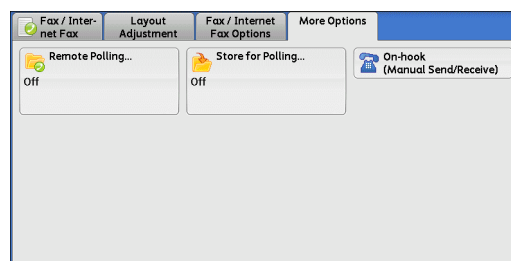 Fax / Inter-
net Fax
Layout
Adjustment
Fax / Internet
Fax Options
More Options
Remote Polling...
Off
Store for Polling...
Off
On-hook
(Manual Send/Receive)